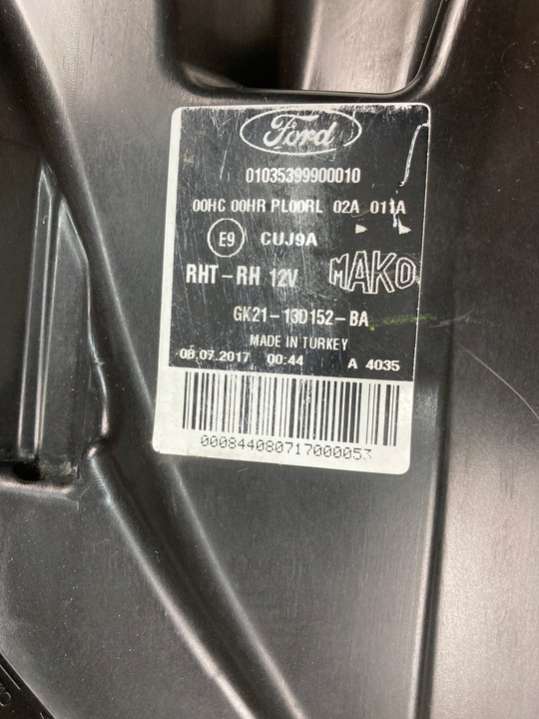 Ford
01035399900010
00HC 00HR PL00RL 02A 011A
E9 CUJ9A
RHT-RH 12V MAKO
GK21-13D152-BA
MADE IN TURKEY
08.07.2017 00:44 A 4035
000844080717000053